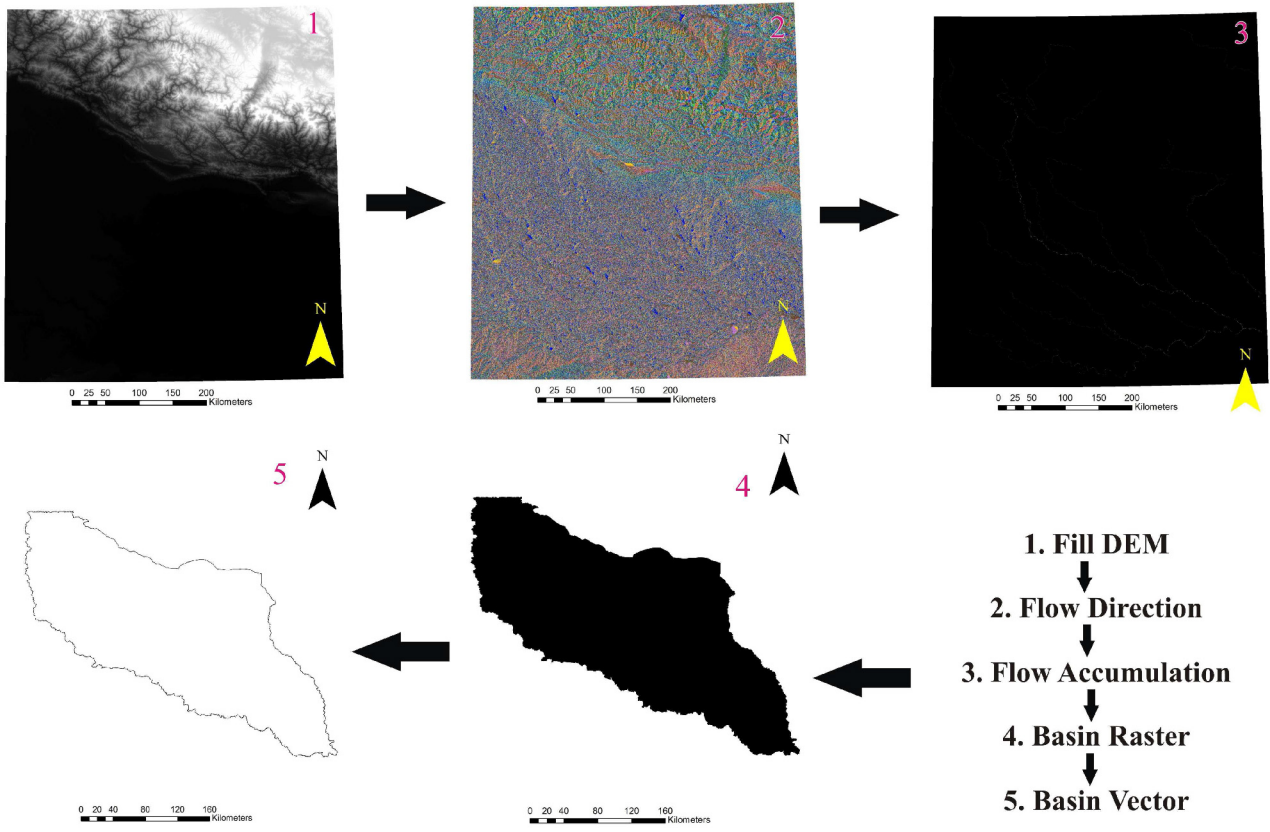 1
2
3
N
N
N
0 25 50 100 150 200
Kilometers
0 25 50 100 150 200
Kilometers
0 25 50 100 150 200
Kilometers
5
N
4
N
1. Fill DEM
2. Flow Direction
3. Flow Accumulation
4. Basin Raster
5. Basin Vector
0 20 40 80 120 160
Kilometers
0 20 40 80 120 160
Kilometers